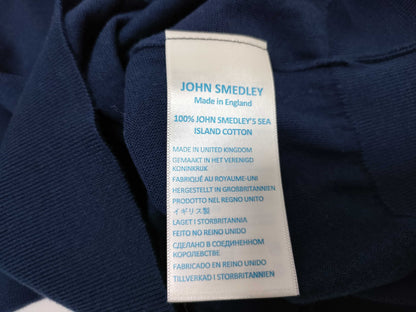 JOHN SMEDLEY
Made in England
100% JOHN SMEDLEY'S SEA
ISLAND COTTON
MADE IN UNITED KINGDOM
GEMAAKT IN HET VERENIGD
KONINKRIJK
FABRIQUÉ AU ROYAUME-UNI
HERGESTELLT IN GROßBRITANNIEN
PRODOTTO NEL REGNO UNITO
イギリス製
LAGET I STORBRITANNIA
FEITO NO REINO UNIDO
СДЕЛАНО В СОЕДИНЕННОМ
КОРОЛЕВСТВЕ
FABRICADO EN REINO UNIDO
TILLVERKAD I STORBRITANNIEN